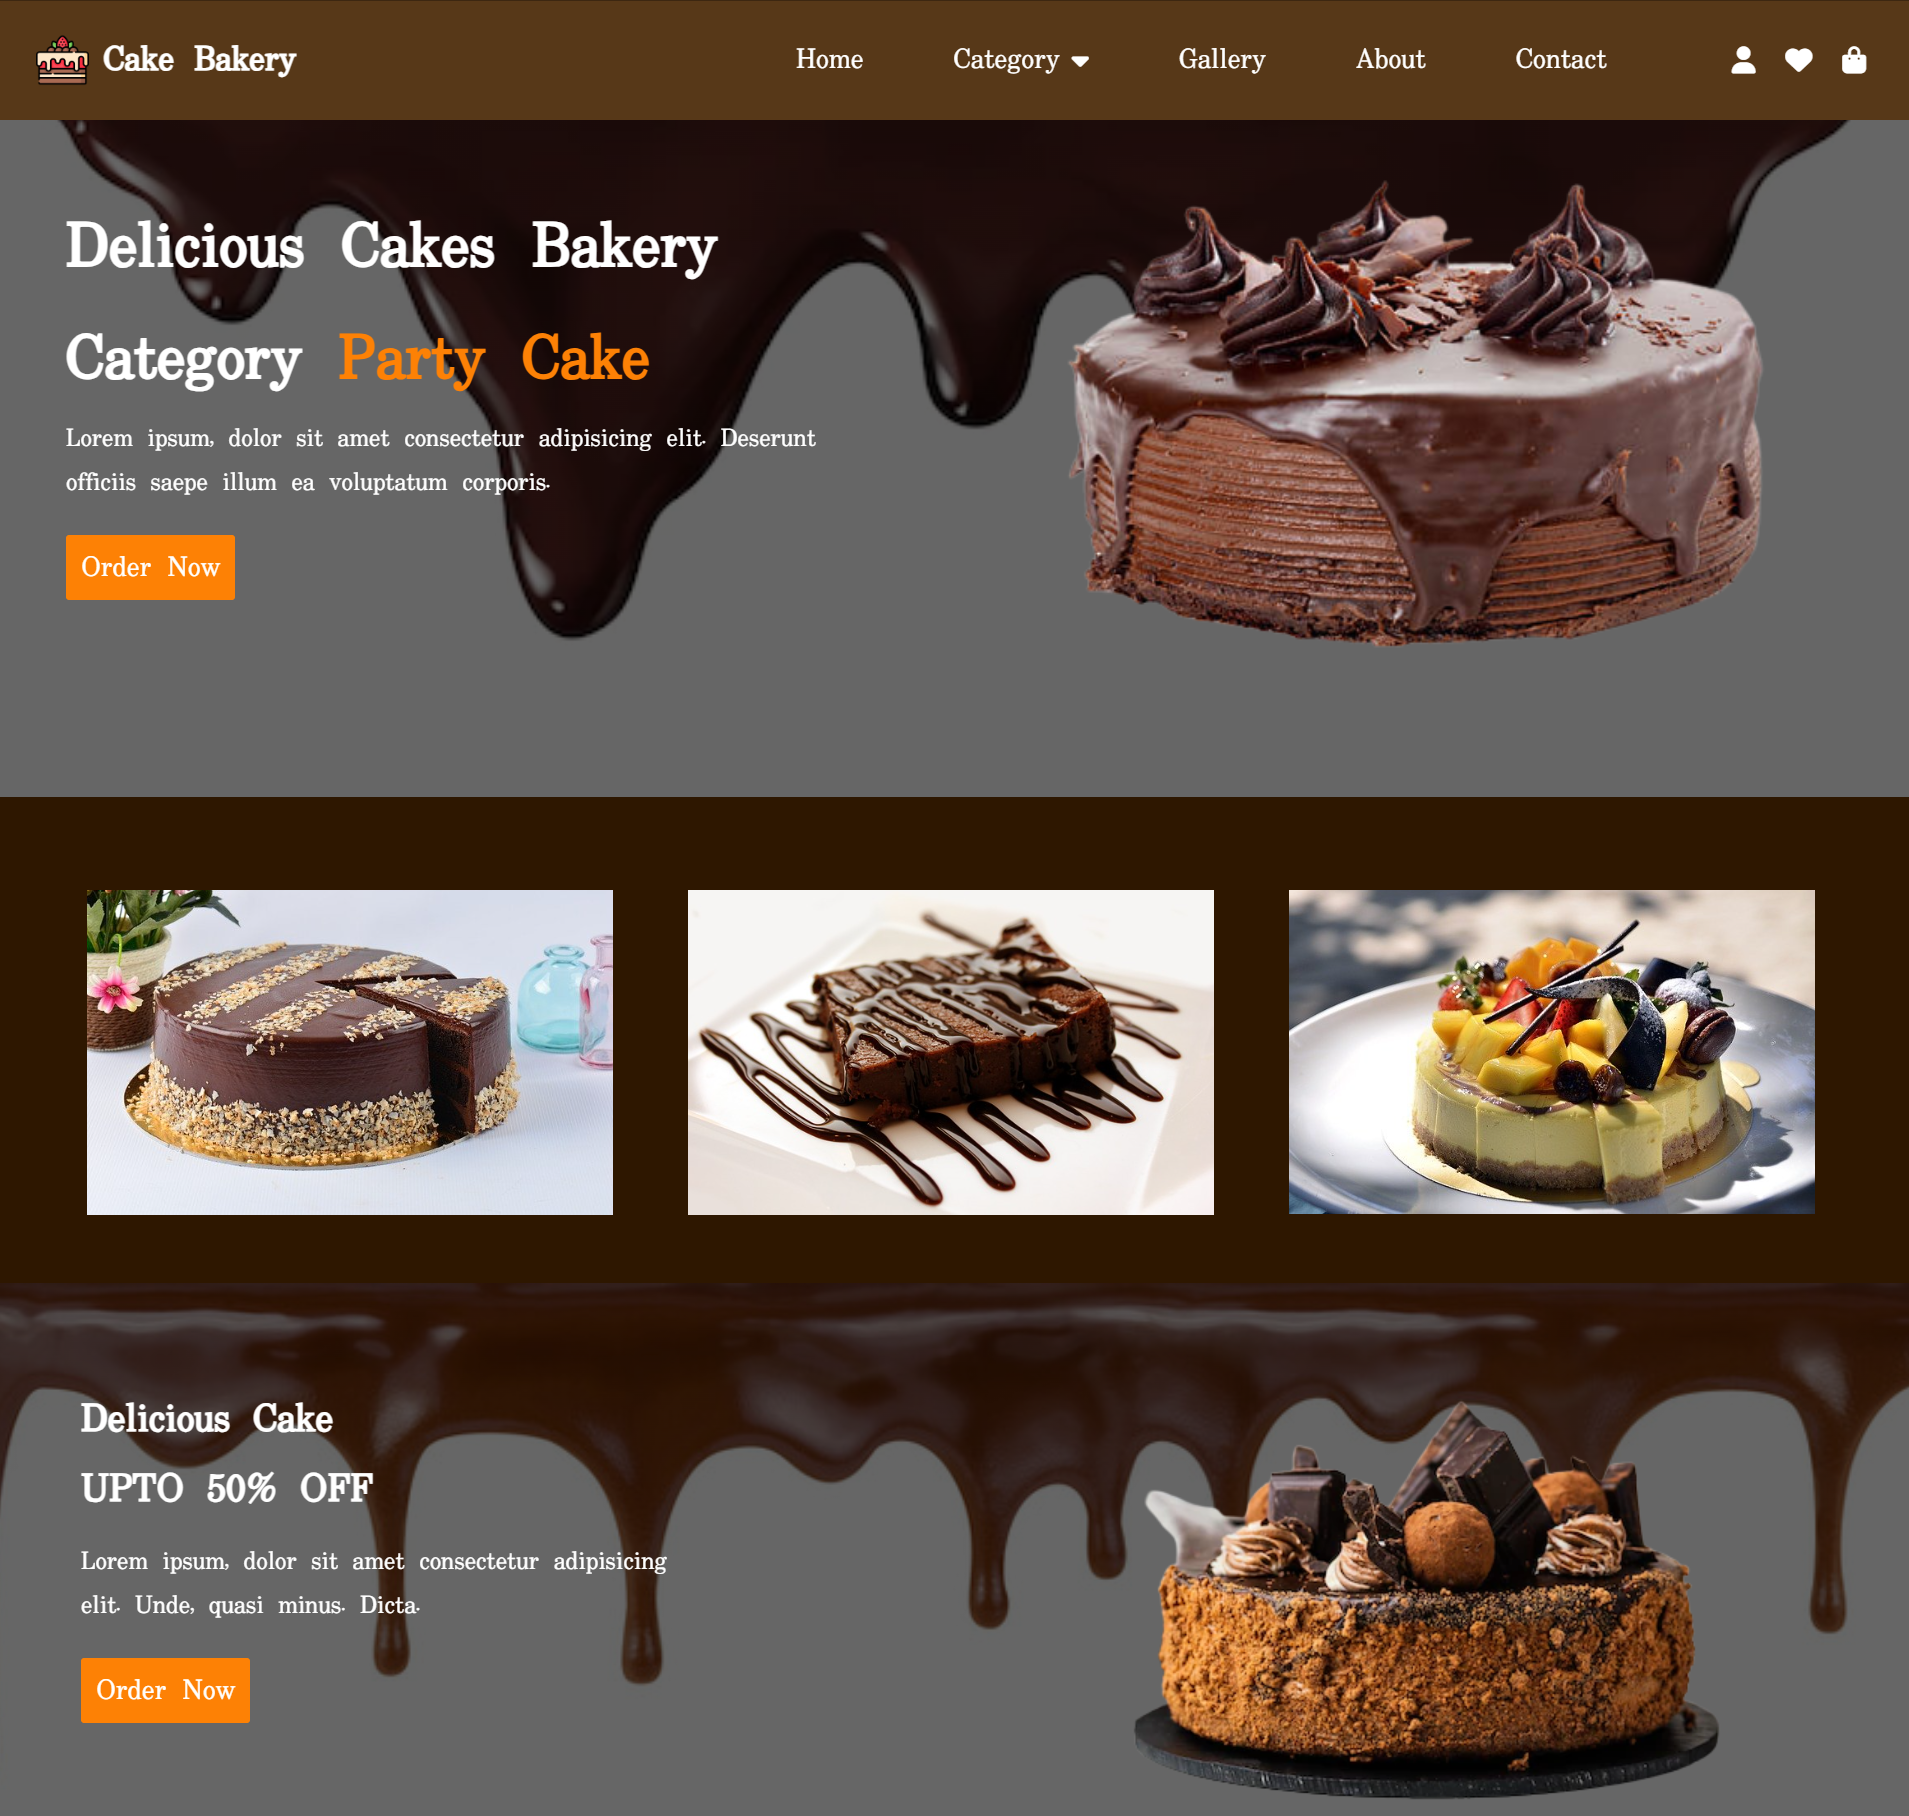 Cake Bakery
Home
Category
Gallery
About
Contact
Delicious Cakes Bakery
Category Party Cake
Lorem ipsum, dolor sit amet consectetur adipisicing elit. Deserunt
officiis saepe illum ea voluptatum corporis.
Order Now
Delicious Cake
UPTO 50% OFF
Lorem ipsum, dolor sit amet consectetur adipisicing
elit. Unde, quasi minus. Dicta.
Order Now